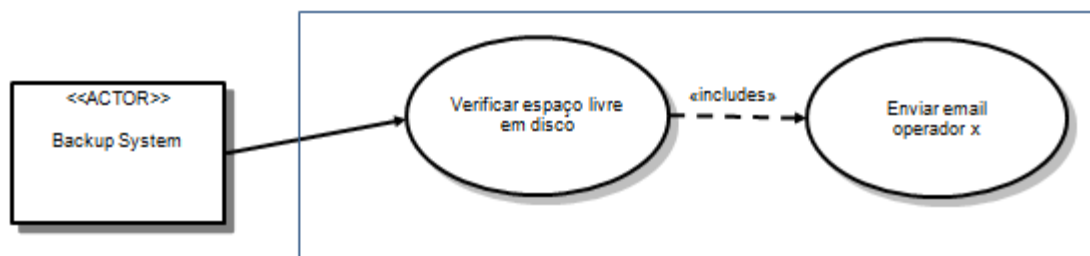 <<ACTOR>>
Backup System
Verificar espaço livre
em disco
«includes»
Enviar email
operador x